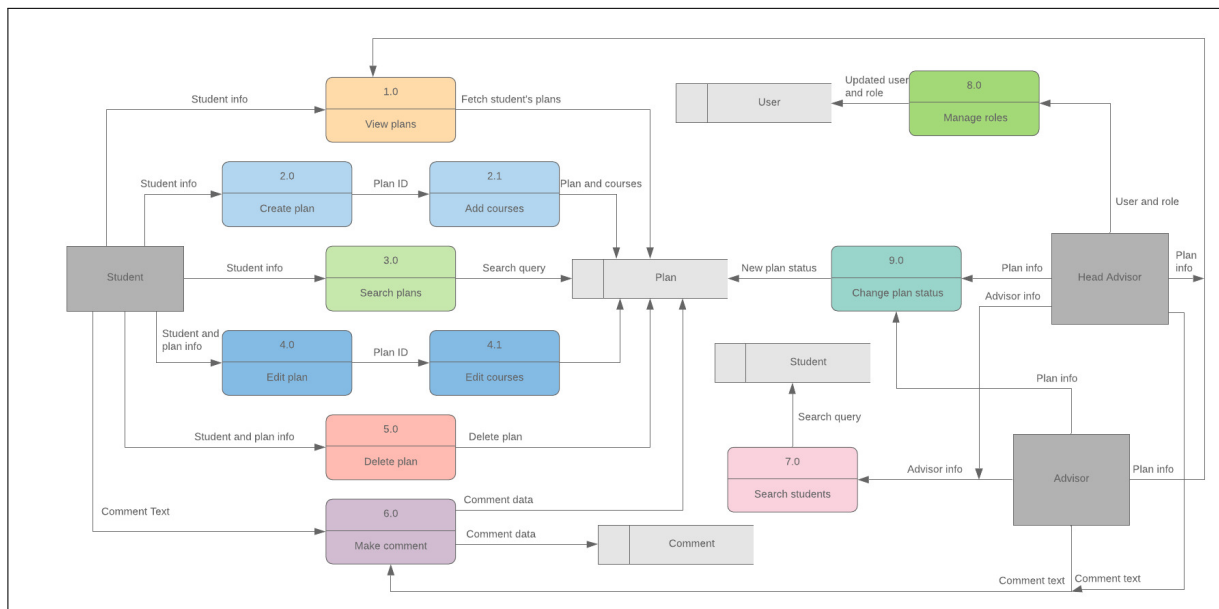 1.0
View plans
Student info
Fetch student's plans
User
Updated user
and role
8.0
Manage roles
Student info
2.0
Create plan
Plan ID
2.1
Add courses
Plan and courses
User and role
Student
Student info
3.0
Search plans
Search query
Plan
New plan status
9.0
Change plan status
Plan info
Head Advisor
Plan
info
Advisor info
Student and
plan info
4.0
Edit plan
Plan ID
4.1
Edit courses
Student
Plan info
Search query
Student and plan info
5.0
Delete plan
Delete plan
7.0
Search students
Advisor info
Advisor
Plan info
Comment Text
6.0
Make comment
Comment data
Comment data
Comment
Comment text
Comment text